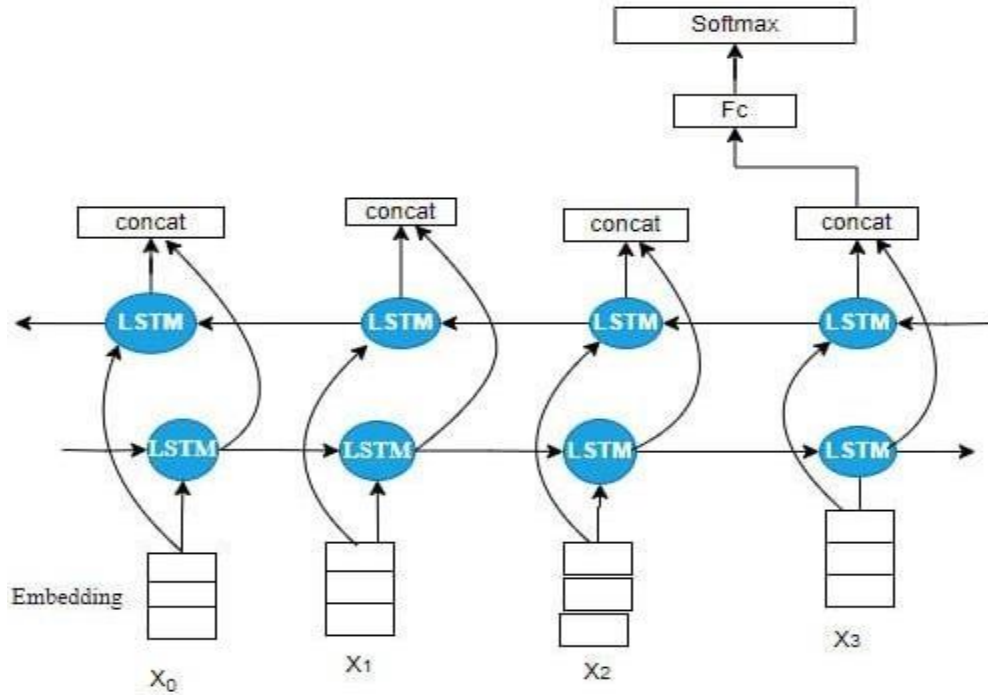 Softmax
Fc
concat
concat
concat
concat
LSTM
LSTM
LSTM
LSTM
LSTM
LSTM
LSTM
LSTM
Embedding
X₀
X1
X2
X3